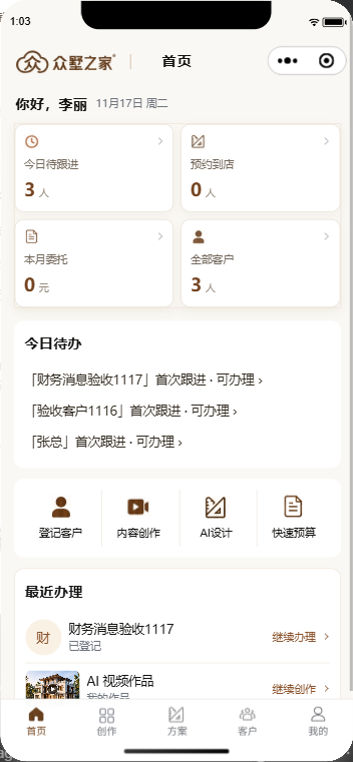 1:03
众墅之家
首页
你好，李丽 11月17日 周二
今日待跟进
3 人
预约到店
0 人
本月委托
0 元
全部客户
3 人
今日待办
「财务消息验收1117」首次跟进 · 可办理 ›
「验收客户1116」首次跟进 · 可办理 ›
「张总」首次跟进 · 可办理 ›
登记客户
内容创作
AI设计
快速预算
最近办理
财
财务消息验收1117
已登记
继续办理 ›
AI 视频作品
我的作品
继续创作 ›
首页
创作
方案
客户
我的